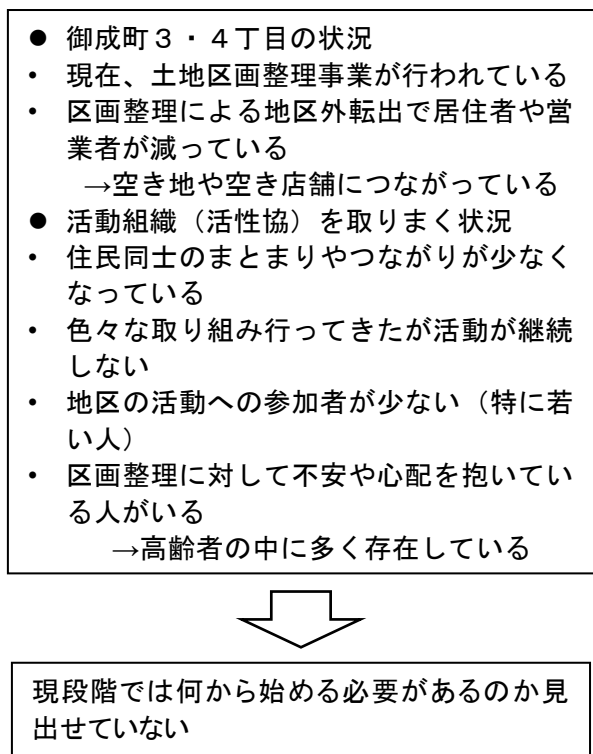 ● 御成町３・４丁目の状況
・ 現在、土地区画整理事業が行われている
・ 区画整理による地区外転出で居住者や営
業者が減っている
→空き地や空き店舗につながっている
● 活動組織（活性協）を取りまく状況
・ 住民同士のまとまりやつながりが少なく
なっている
・ 色々な取り組み行ってきたが活動が継続
しない
・ 地区の活動への参加者が少ない（特に若
い人）
・ 区画整理に対して不安や心配を抱いてい
る人がいる
→高齢者の中に多く存在している
現段階では何から始める必要があるのか見
出せていない